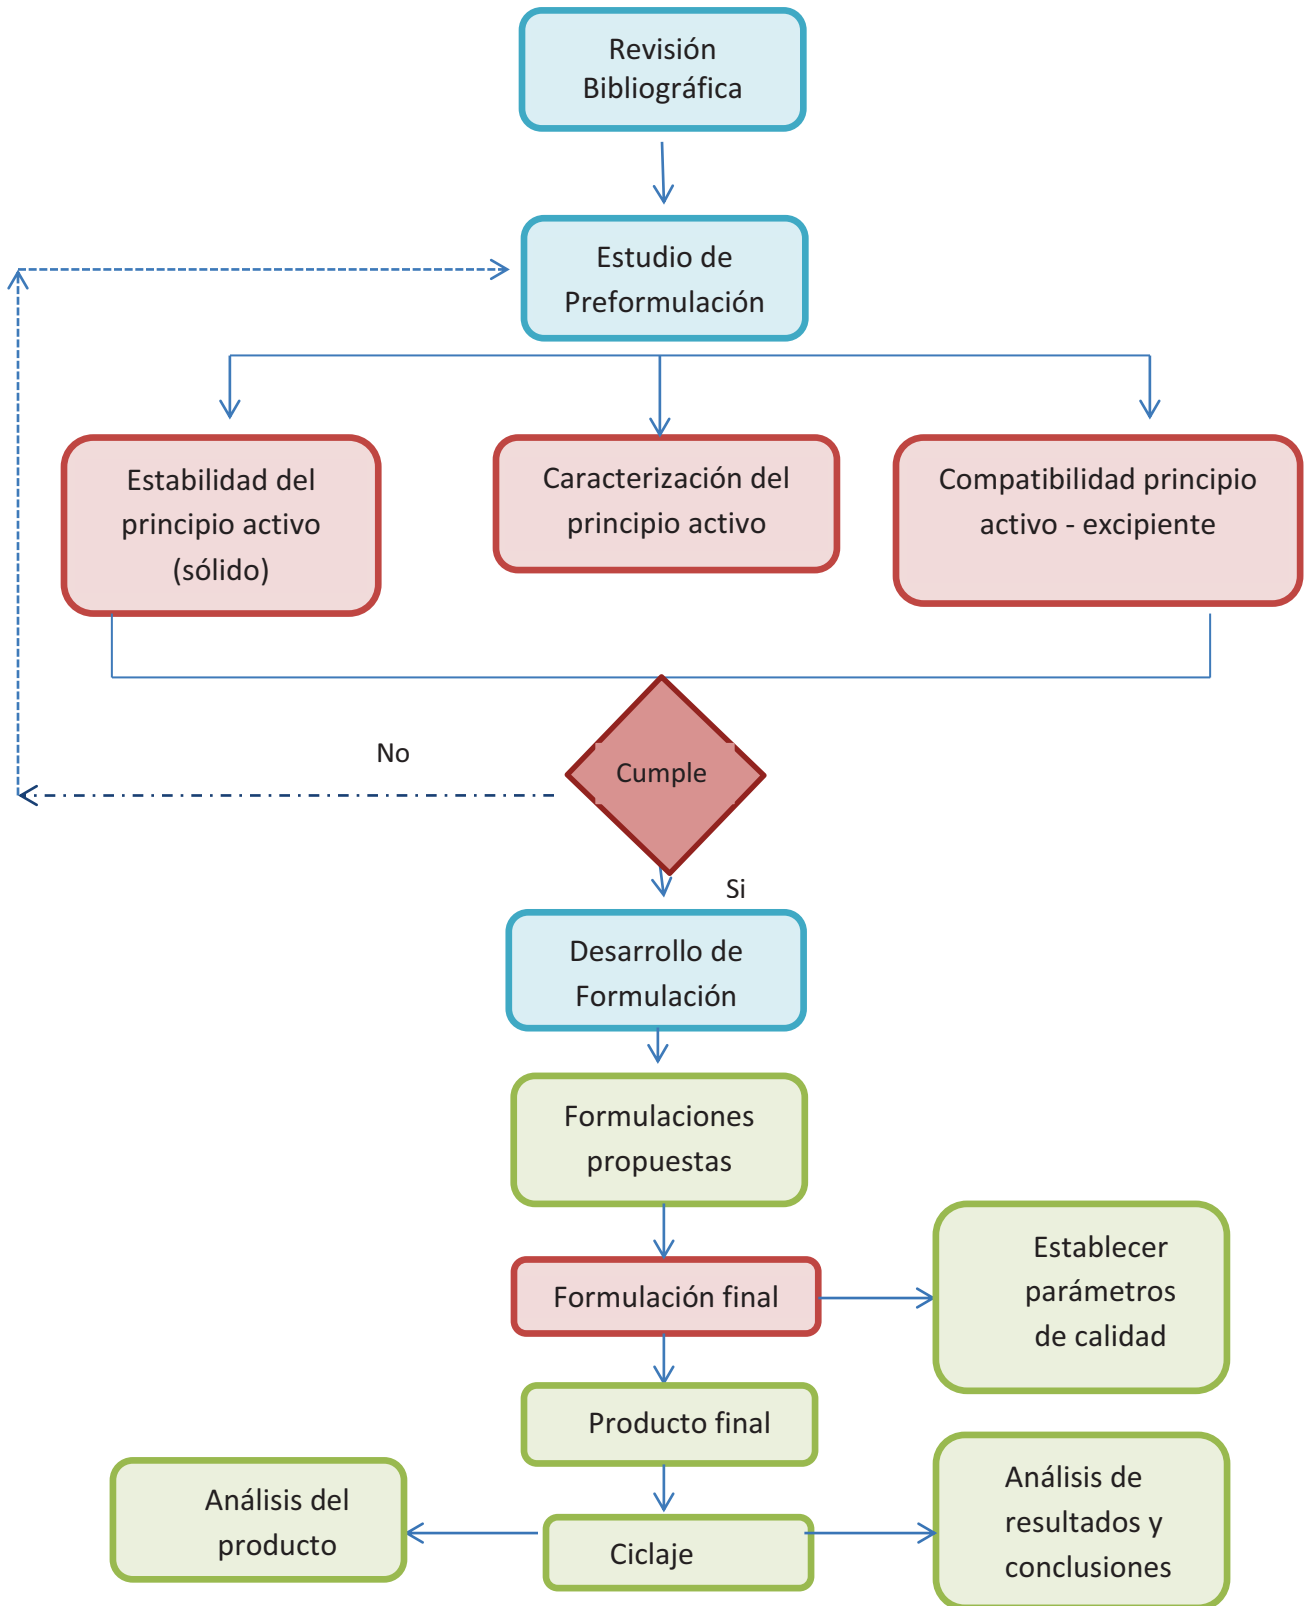 Revisión
Bibliográfica
Estudio de
Preformulación
Estabilidad del
principio activo
(sólido)
Caracterización del
principio activo
Compatibilidad principio
activo - excipiente
No
Cumple
Si
Desarrollo de
Formulación
Formulaciones
propuestas
Formulación final
Establecer
parámetros
de calidad
Producto final
Análisis del
producto
Ciclaje
Análisis de
resultados y
conclusiones